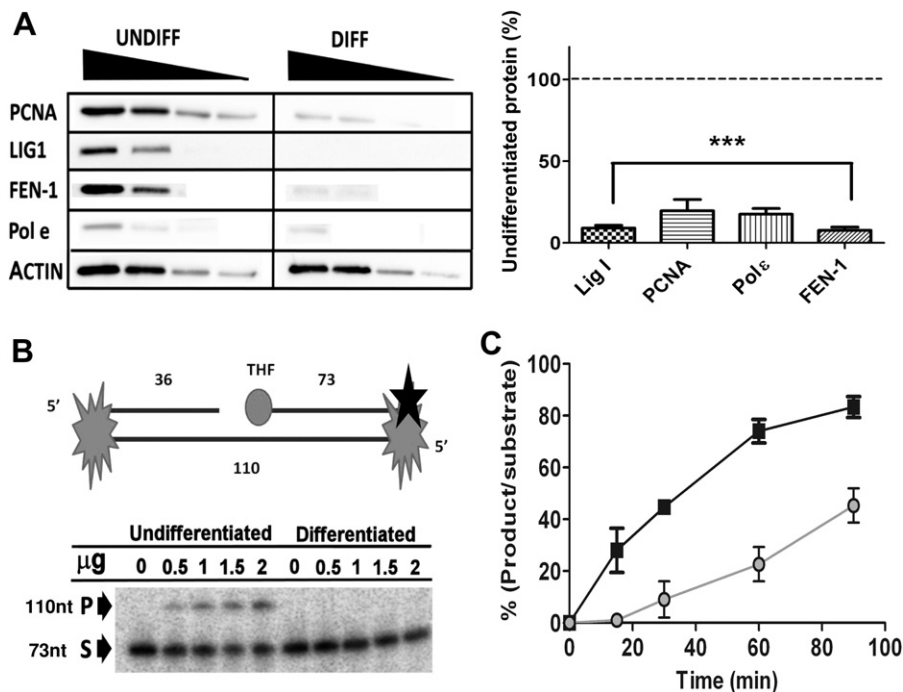 A
UNDIFF DIFF
PCNA
LIG1
FEN-1
Pol e
ACTIN
Undifferentiated protein (%)
100
50
0
***
Lig I
PCNA
Polε
FEN-1
B
36 THF 73
5' 5'
110
Undifferentiated Differentiated
μg 0 0.5 1 1.5 2 0 0.5 1 1.5 2
110nt P
73nt S
C
% (Product/substrate)
100
80
60
40
20
0
0 20 40 60 80 100
Time (min)